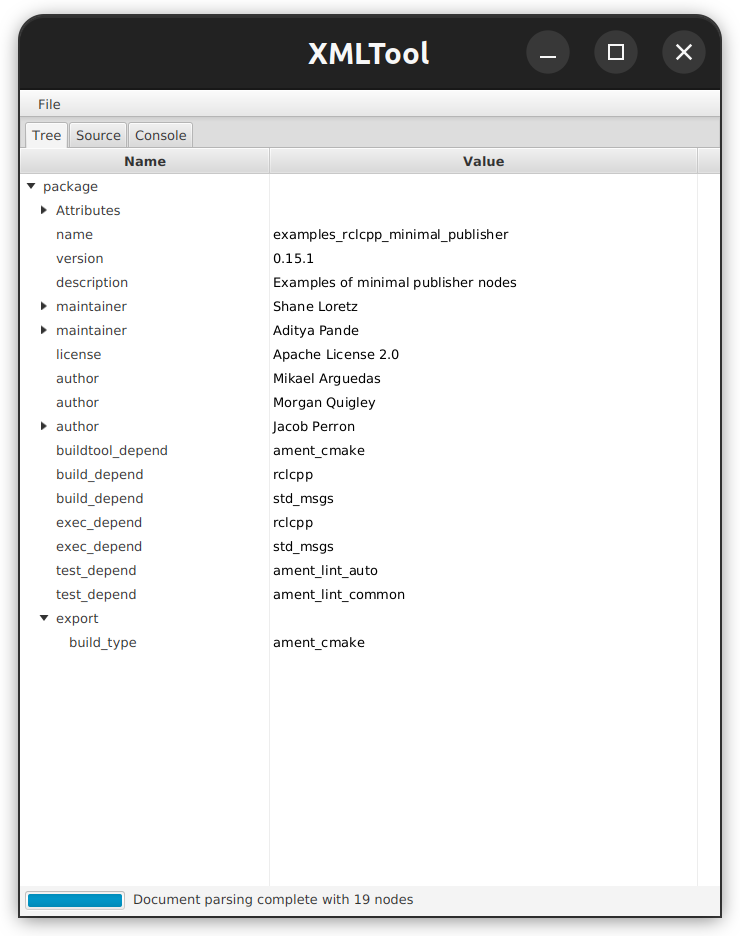 XMLTool
File
Tree Source Console
Name Value
package
Attributes
name examples_rclcpp_minimal_publisher
version 0.15.1
description Examples of minimal publisher nodes
maintainer Shane Loretz
maintainer Aditya Pande
license Apache License 2.0
author Mikael Arguedas
author Morgan Quigley
author Jacob Perron
buildtool_depend ament_cmake
build_depend rclcpp
build_depend std_msgs
exec_depend rclcpp
exec_depend std_msgs
test_depend ament_lint_auto
test_depend ament_lint_common
export
build_type ament_cmake
Document parsing complete with 19 nodes